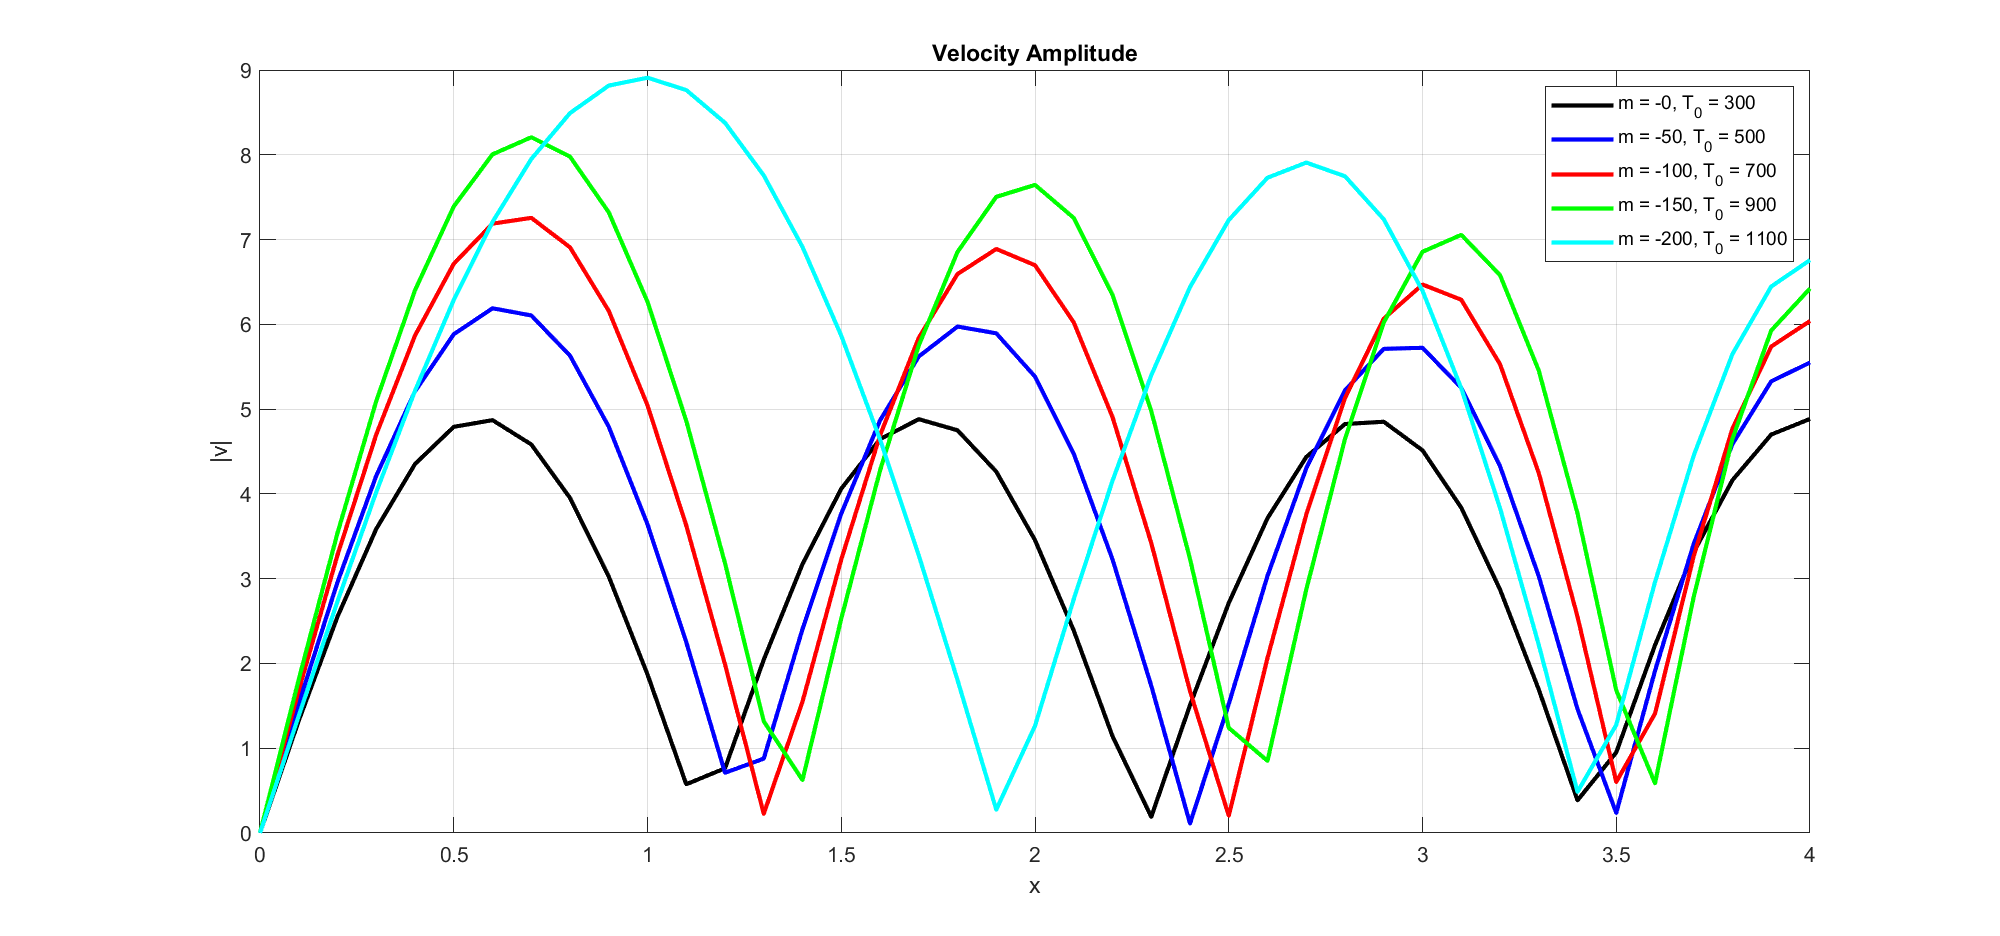 Velocity Amplitude
9
8
7
6
5
4
3
2
1
0
|v|
m = -0, T0 = 300
m = -50, T0 = 500
m = -100, T0 = 700
m = -150, T0 = 900
m = -200, T0 = 1100
0 0.5 1 1.5 2 2.5 3 3.5 4
x